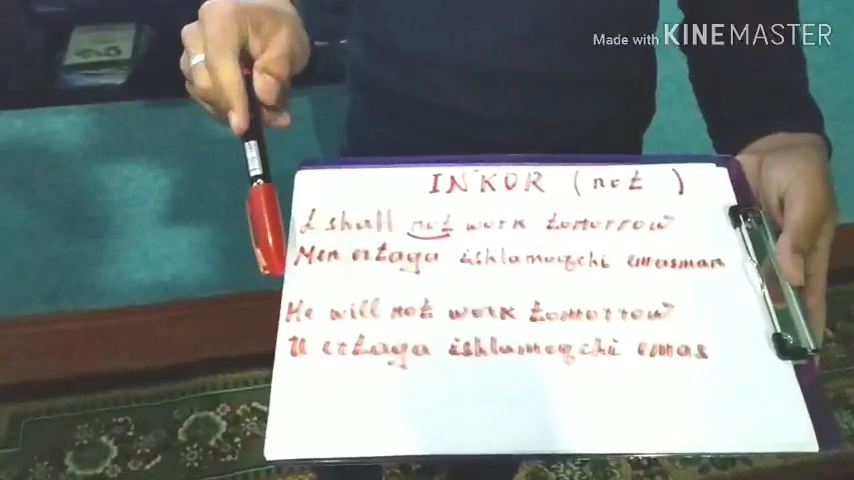 Made with KINEMASTER
INKOR (not)
I shall not work tomorrow
Men ertaga ishlamoqchi emasman
He will not work tomorrow
U ertaga ishlamoqchi emas